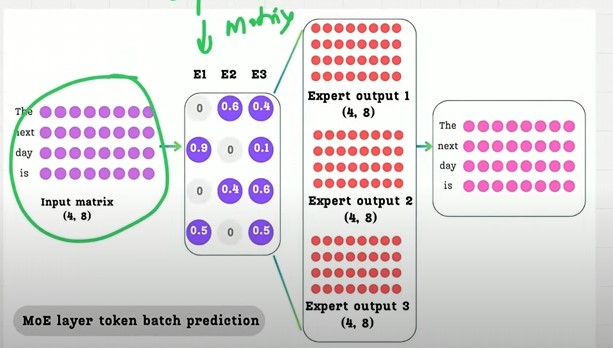 Matrix
E1 E2 E3
0 0.6 0.4
0.9 0 0.1
0 0.4 0.6
0.5 0 0.5
The
next
day
is
Input matrix
(4, 8)
Expert output 1
(4, 8)
Expert output 2
(4, 8)
Expert output 3
(4, 8)
The
next
day
is
MoE layer token batch prediction